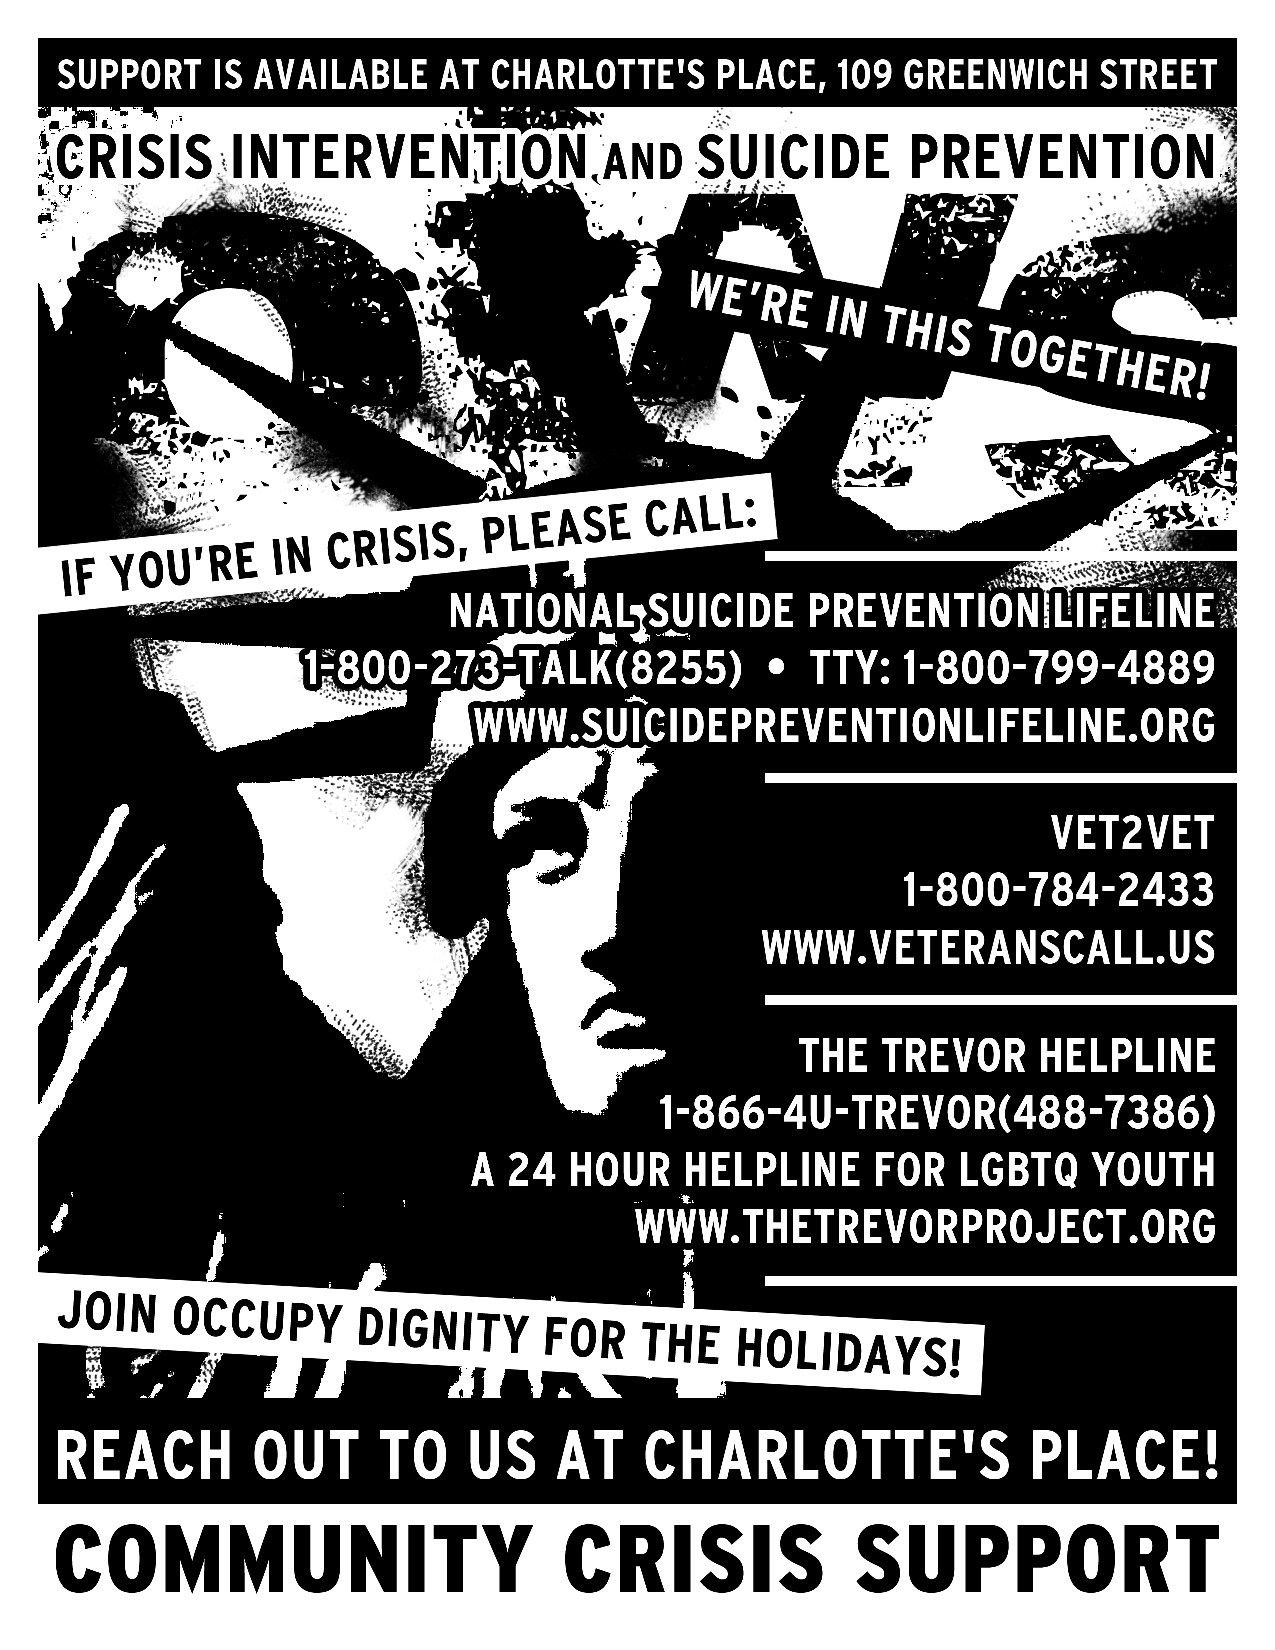 SUPPORT IS AVAILABLE AT CHARLOTTE'S PLACE, 109 GREENWICH STREET
CRISIS INTERVENTION AND SUICIDE PREVENTION
WE'RE IN THIS TOGETHER!
IF YOU'RE IN CRISIS, PLEASE CALL:
NATIONAL SUICIDE PREVENTION LIFELINE
1-800-273-TALK(8255) • TTY: 1-800-799-4889
WWW.SUICIDEPREVENTIONLIFELINE.ORG
VET2VET
1-800-784-2433
WWW.VETERANSCALL.US
THE TREVOR HELPLINE
1-866-4U-TREVOR(488-7386)
A 24 HOUR HELPLINE FOR LGBTQ YOUTH
WWW.THETREVORPROJECT.ORG
JOIN OCCUPY DIGNITY FOR THE HOLIDAYS!
REACH OUT TO US AT CHARLOTTE'S PLACE!
COMMUNITY CRISIS SUPPORT